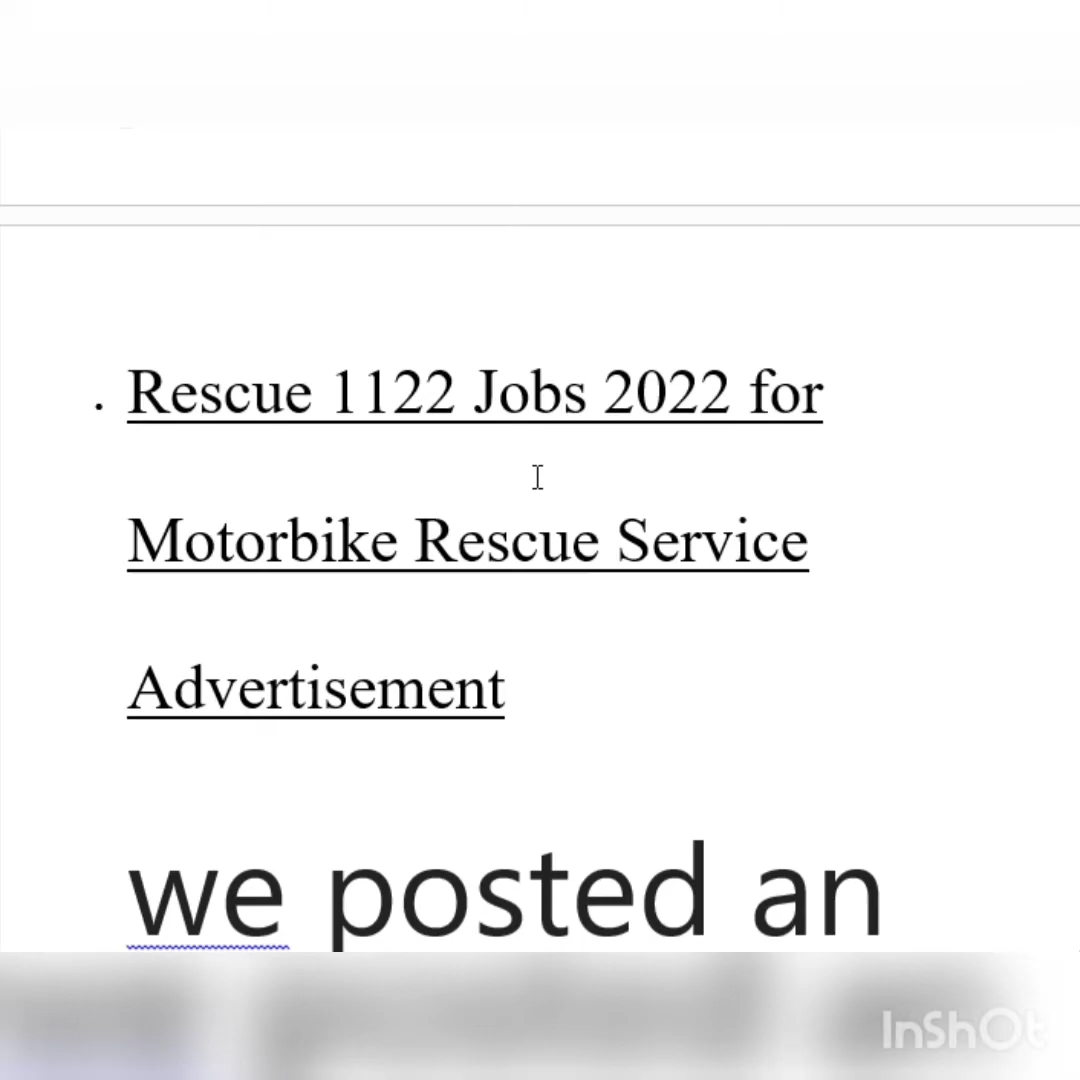 . Rescue 1122 Jobs 2022 for
Motorbike Rescue Service
Advertisement
we posted an
InShOt